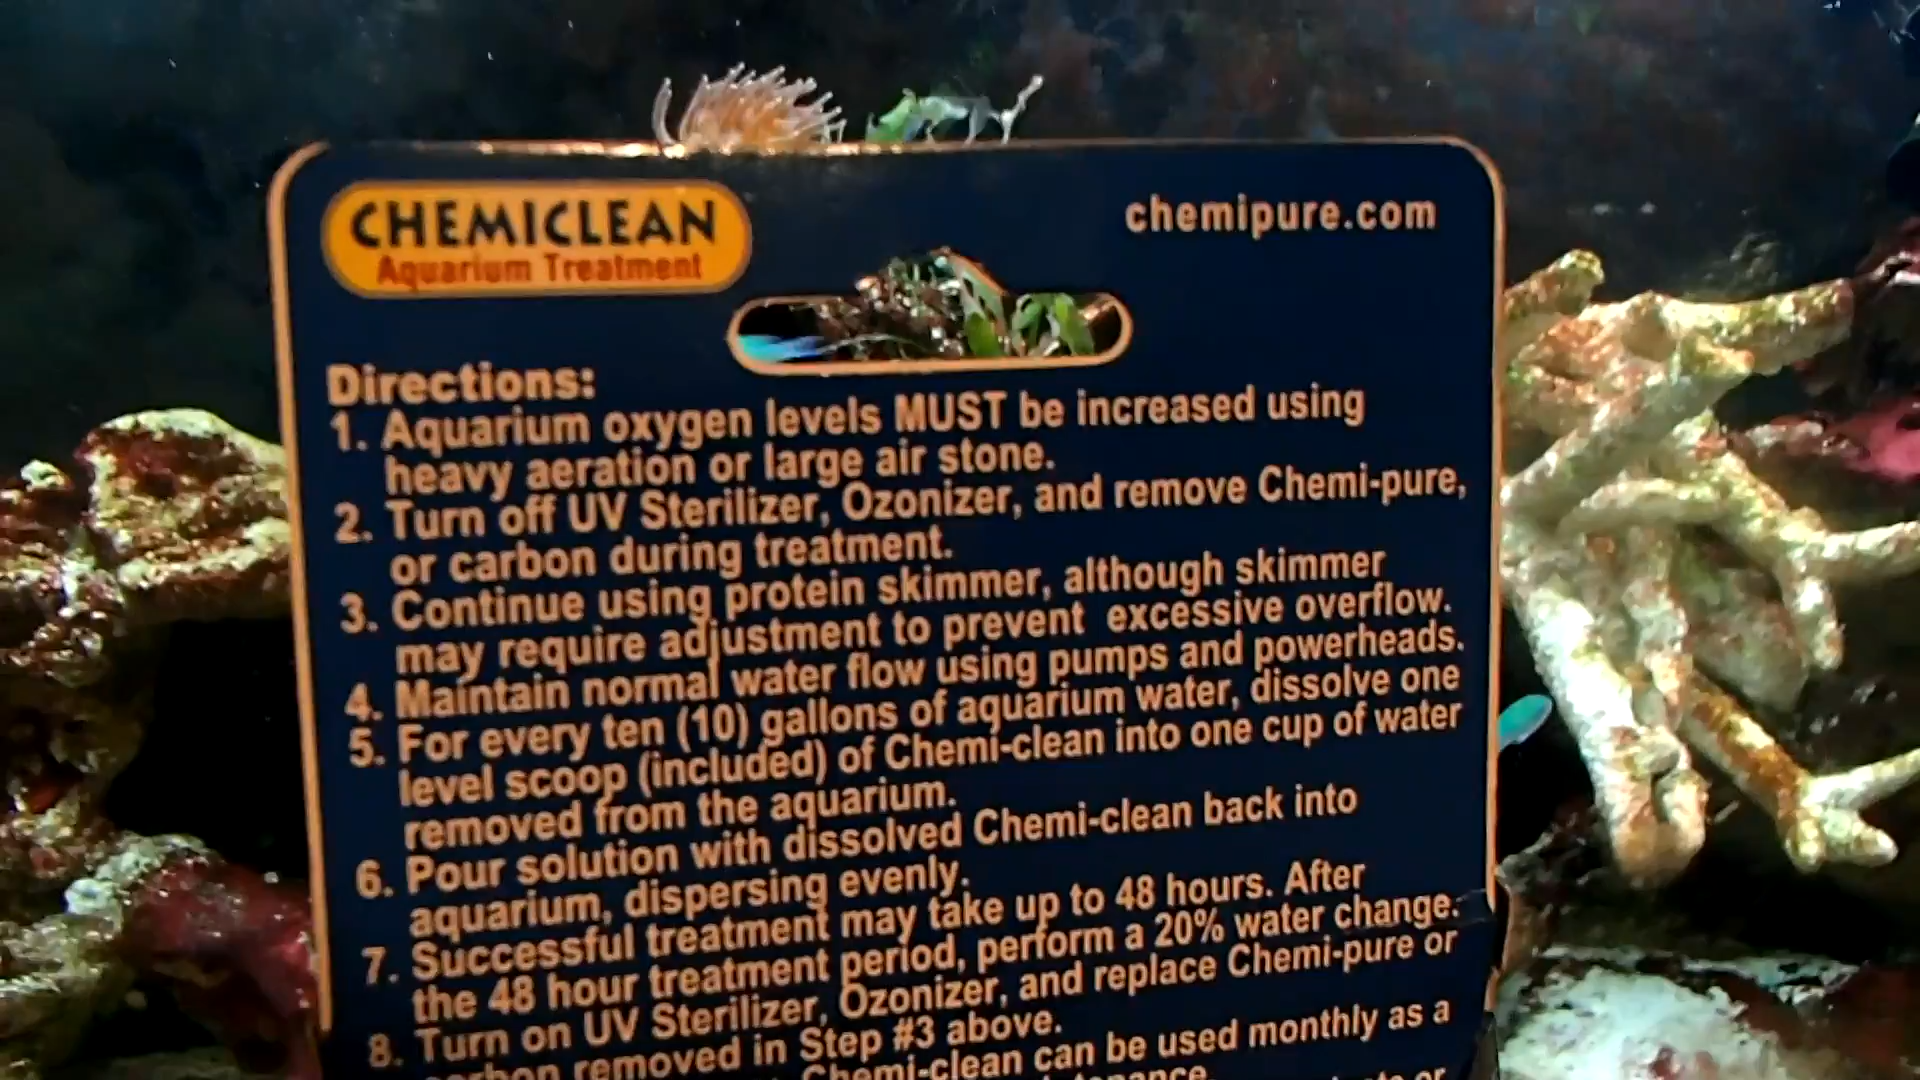 CHEMICLEAN
Aquarium Treatment
chemipure.com
Directions:
1. Aquarium oxygen levels MUST be increased using
heavy aeration or large air stone.
2. Turn off UV Sterilizer, Ozonizer, and remove Chemi-pure,
or carbon during treatment.
3. Continue using protein skimmer, although skimmer
may require adjustment to prevent excessive overflow.
4. Maintain normal water flow using pumps and powerheads.
5. For every ten (10) gallons of aquarium water, dissolve one
level scoop (included) of Chemi-clean into one cup of water
removed from the aquarium.
6. Pour solution with dissolved Chemi-clean back into
aquarium, dispersing evenly.
7. Successful treatment may take up to 48 hours. After
the 48 hour treatment period, perform a 20% water change.
8. Turn on UV Sterilizer, Ozonizer, and replace Chemi-pure or
carbon removed in Step #3 above.
Chemi-clean can be used monthly as a